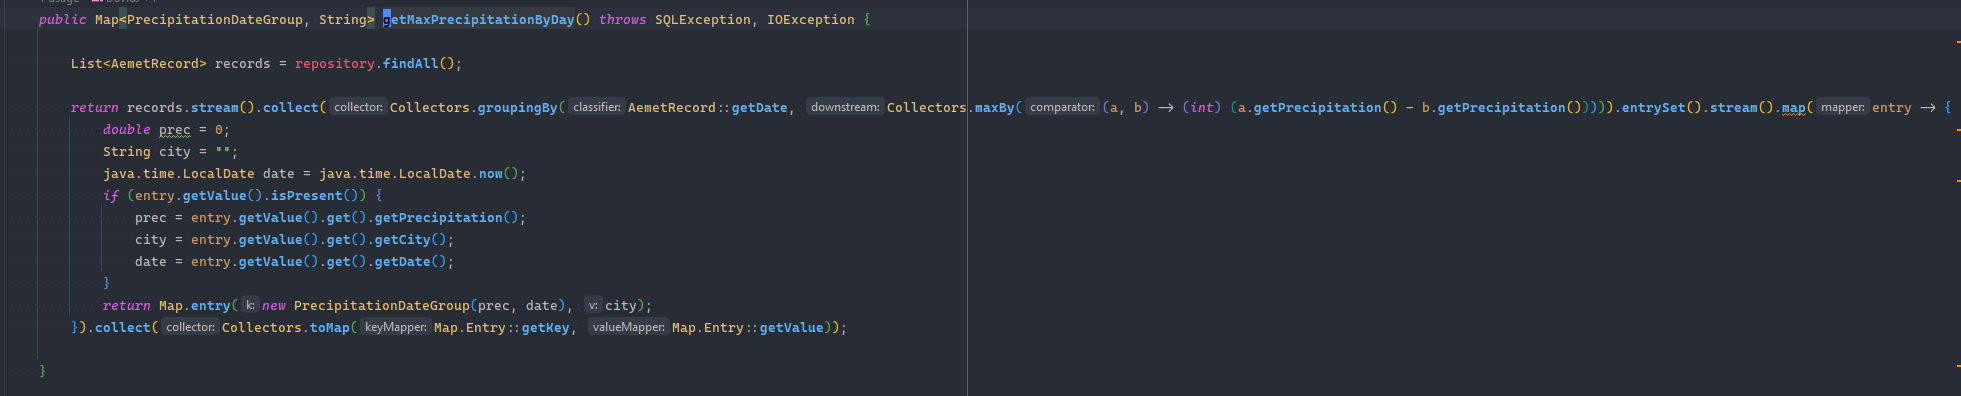 public Map<PrecipitationDateGroup, String> getMaxPrecipitationByDay() throws SQLException, IOException {
List<AemetRecord> records = repository.findAll();
return records.stream().collect( collector: Collectors.groupingBy( classifier: AemetRecord::getDate, downstream: Collectors.maxBy( comparator: (a, b) -> (int) (a.getPrecipitation() - b.getPrecipitation())))).entrySet().stream().map( mapper: entry -> {
double prec = 0;
String city = "";
java.time.LocalDate date = java.time.LocalDate.now();
if (entry.getValue().isPresent()) {
prec = entry.getValue().get().getPrecipitation();
city = entry.getValue().get().getCity();
date = entry.getValue().get().getDate();
}
return Map.entry( k: new PrecipitationDateGroup(prec, date), v: city);
}).collect( collector: Collectors.toMap( keyMapper: Map.Entry::getKey, valueMapper: Map.Entry::getValue));
}